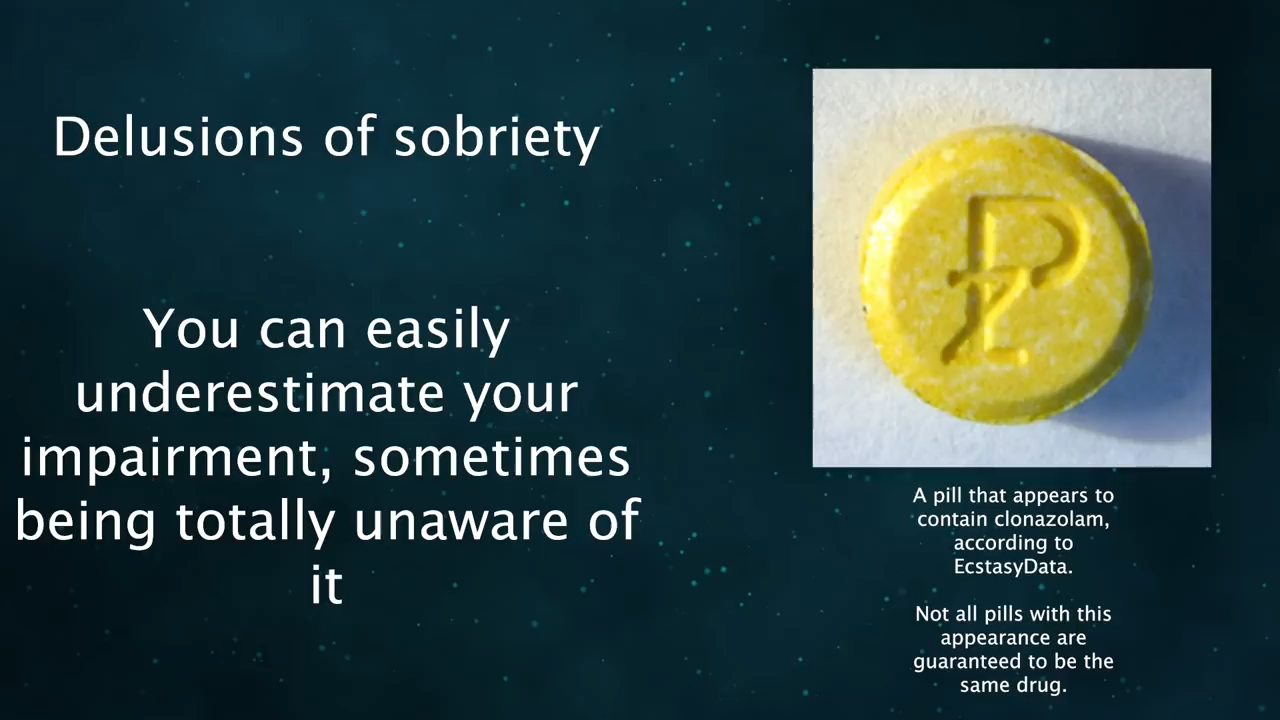 Delusions of sobriety
You can easily
underestimate your
impairment, sometimes
being totally unaware of
it
PZ
A pill that appears to
contain clonazolam,
according to
EcstasyData.
Not all pills with this
appearance are
guaranteed to be the
same drug.